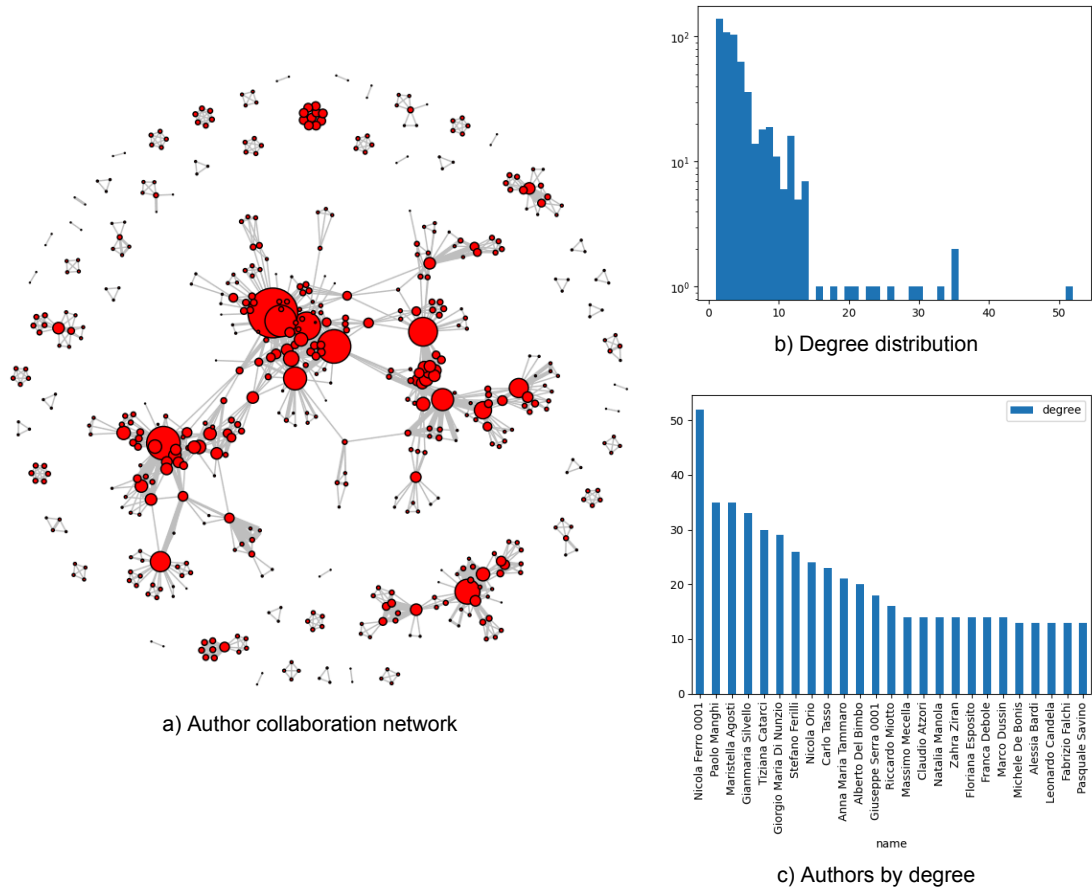 10²
10¹
10⁰
0
10
20
30
40
50
b) Degree distribution
a) Author collaboration network
degree
50
40
30
20
10
0
Nicola Ferro 0001
Paolo Manghi
Maristella Agosti
Gianmaria Silvello
Tiziana Catarci
Giorgio Maria Di Nunzio
Stefano Ferilli
Nicola Orio
Carlo Tasso
Anna Maria Tammaro
Alberto Del Bimbo
Giuseppe Serra 0001
Riccardo Miotto
Massimo Mecella
Claudio Atzori
Natalia Manola
Zahra Ziran
Floriana Esposito
Franca Debole
Marco Dussin
Michele De Bonis
Alessia Bardi
Leonardo Candela
Fabrizio Falchi
Pasquale Savino
name
c) Authors by degree